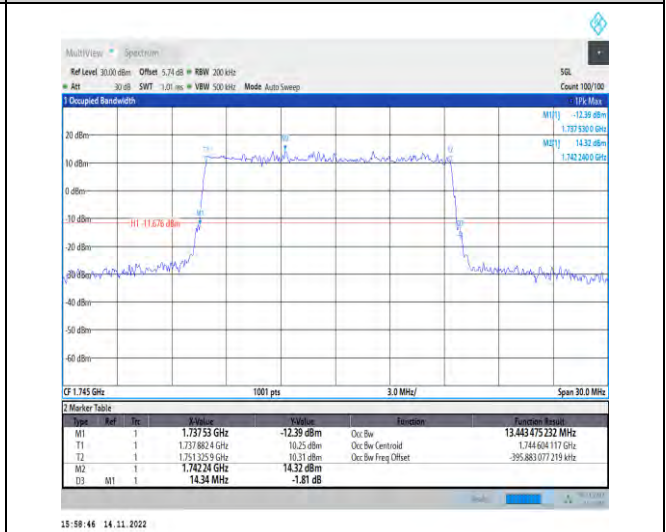 MultiView Spectrum
Ref Level 30.00 dBm Offset 5.74 dB RBW 200 kHz SGL
Att 30 dB SWT 1.01 ms VBW 500 kHz Mode Auto Sweep Count 100/100
1 Occupied Bandwidth 1Pk Max
M1[1] -12.39 dBm
1.737 530 0 GHz
M2[1] 14.32 dBm
1.742 240 0 GHz
20 dBm
10 dBm
0 dBm
-10 dBm
H1 -11.676 dBm
M1
-20 dBm
-30 dBm
-40 dBm
-50 dBm
-60 dBm
CF 1.745 GHz 1001 pts 3.0 MHz/ Span 30.0 MHz
2 Marker Table
Type Ref Trc X-Value Y-Value Function Function Result
M1 1 1.737 53 GHz -12.39 dBm Occ Bw 13.443 475 232 MHz
T1 1 1.737 882 4 GHz 10.25 dBm Occ Bw Centroid 1.744 604 117 GHz
T2 1 1.751 325 9 GHz 10.31 dBm Occ Bw Freq Offset -395.883 077 219 kHz
M2 1 1.742 24 GHz 14.32 dBm
D3 M1 1 14.34 MHz -1.81 dB
15:58:46 14.11.2022